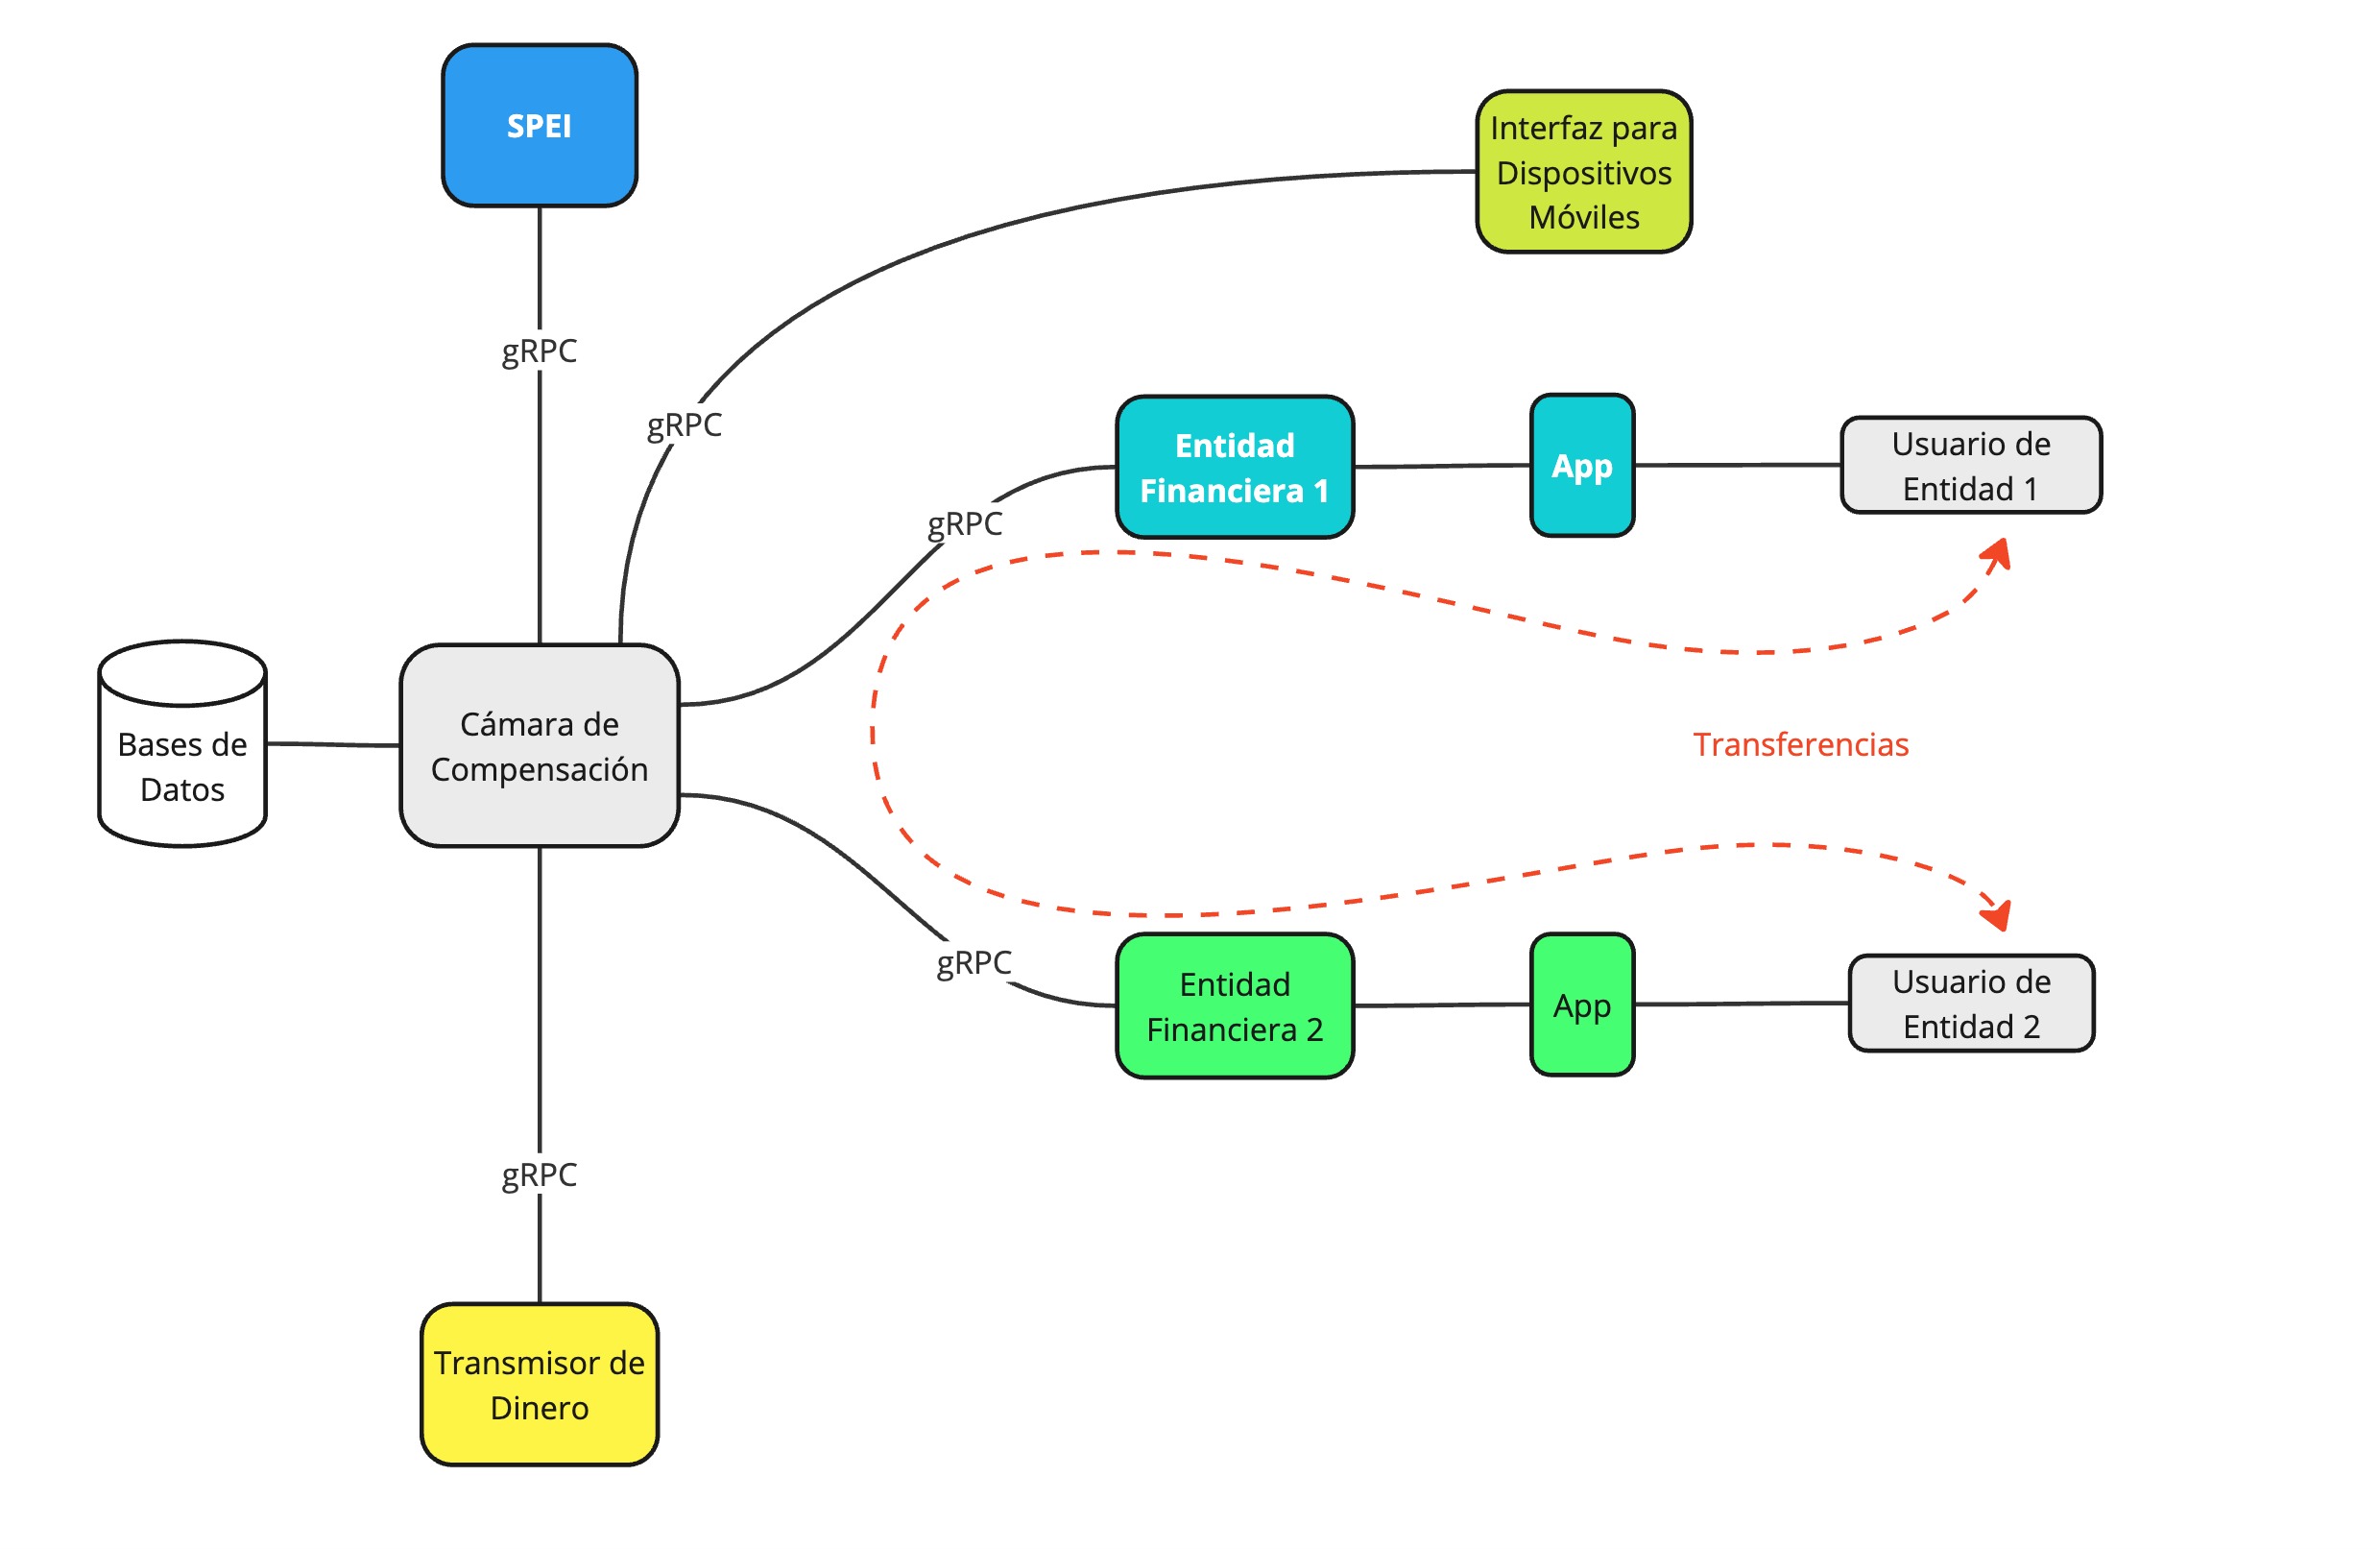 SPEI
Interfaz para
Dispositivos
Móviles
gRPC
gRPC
Entidad
Financiera 1
App
Usuario de
Entidad 1
gRPC
Cámara de
Compensación
Bases de
Datos
Transferencias
gRPC
Entidad
Financiera 2
App
Usuario de
Entidad 2
gRPC
Transmisor de
Dinero